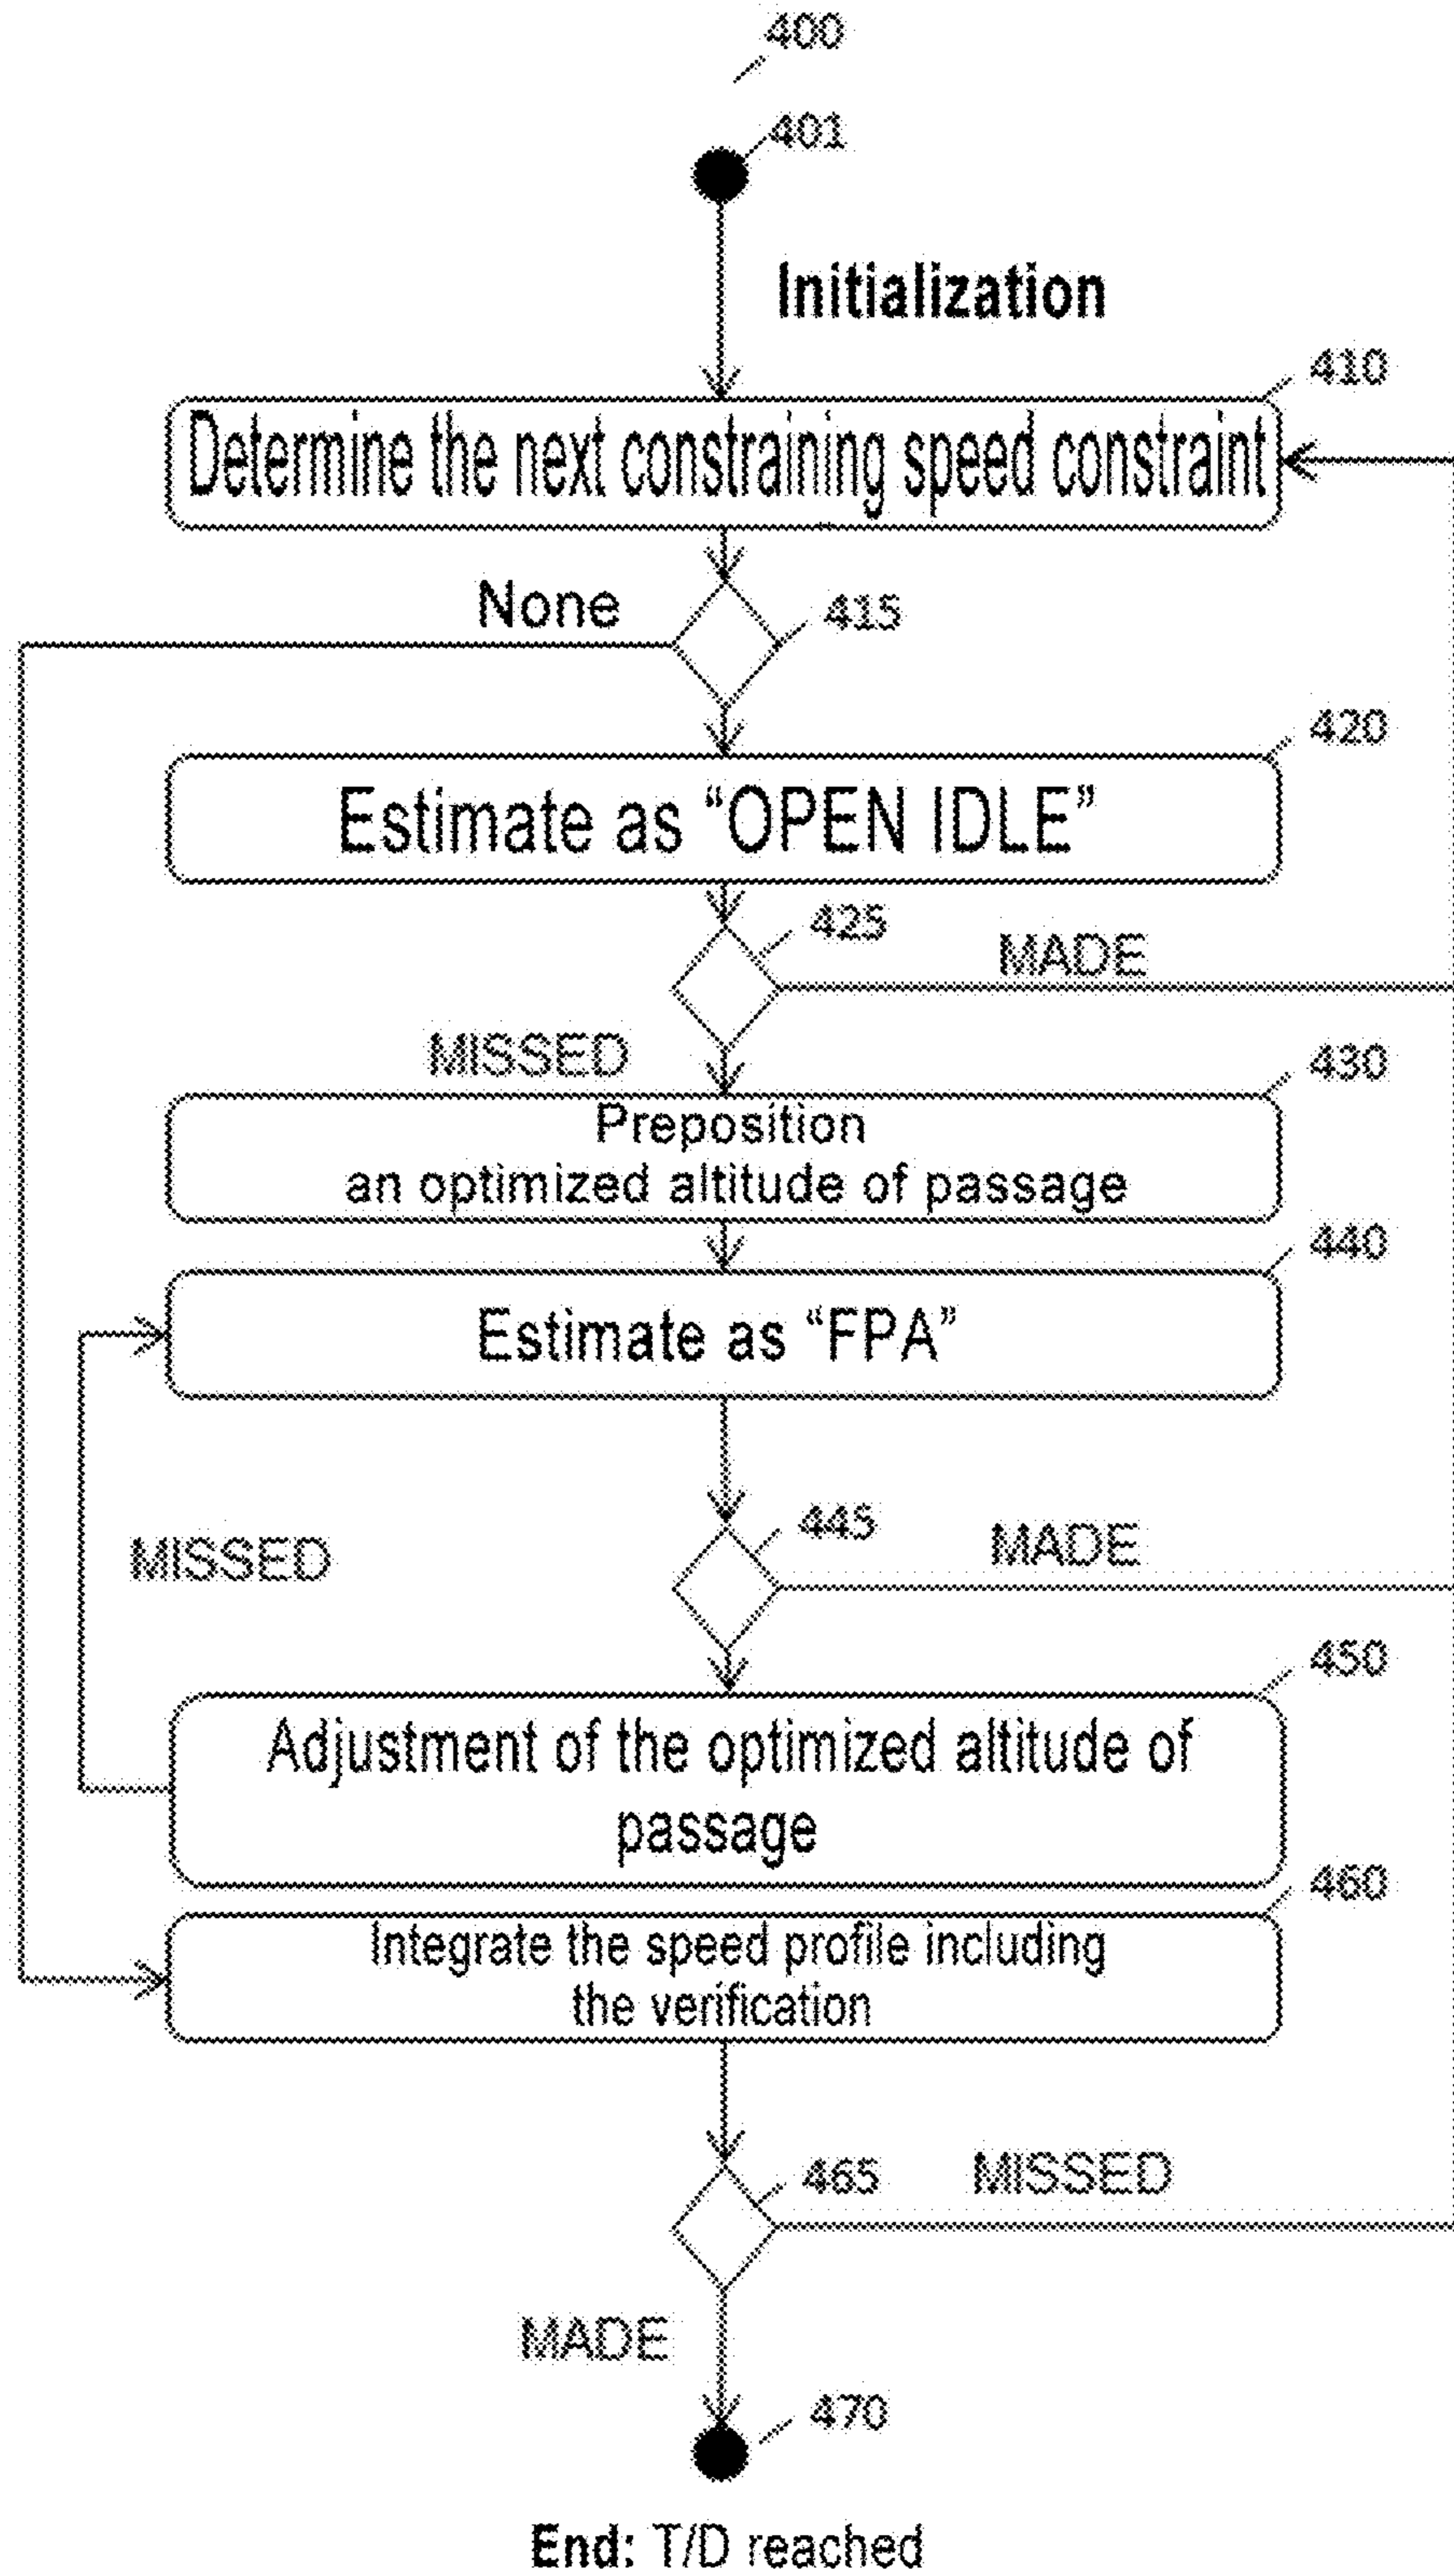 400
401
Initialization
410
Determine the next constraining speed constraint
None
415
420
Estimate as “OPEN IDLE”
425
MADE
MISSED
430
Preposition
an optimized altitude of passage
440
Estimate as “FPA”
445
MADE
MISSED
450
Adjustment of the optimized altitude of
passage
460
Integrate the speed profile including
the verification
465
MISSED
MADE
470
End: T/D reached